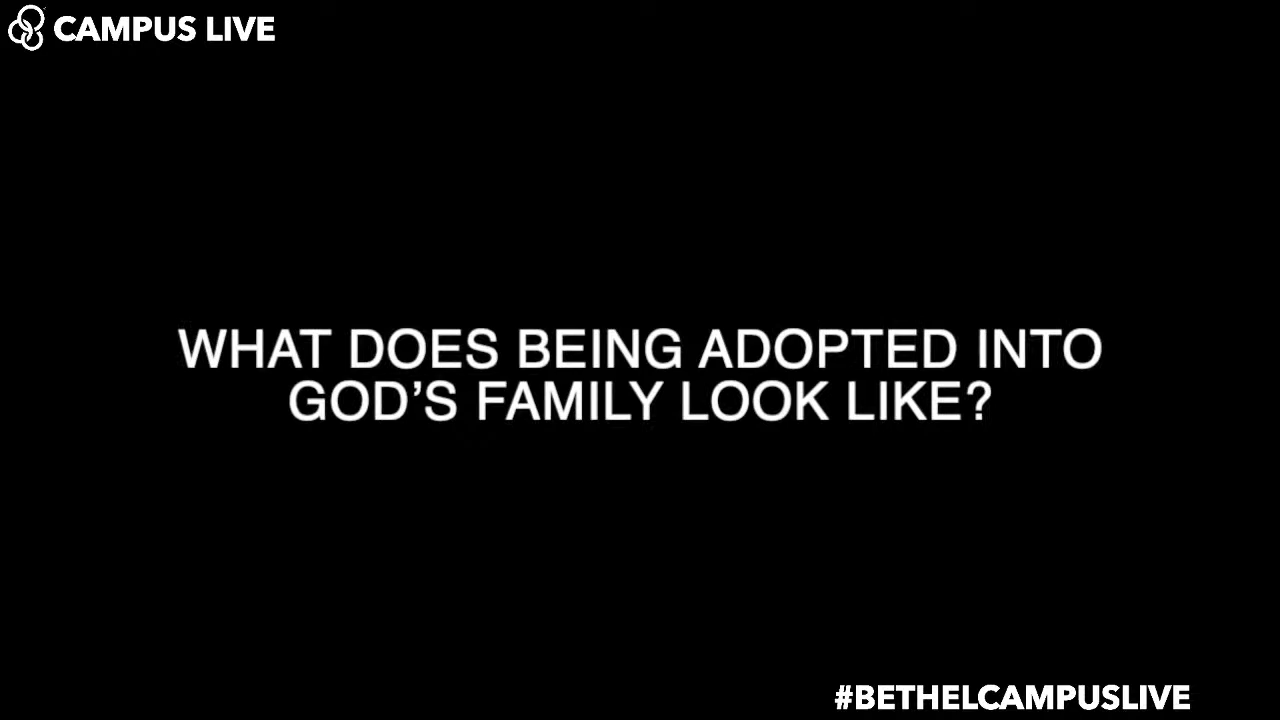 CAMPUS LIVE
WHAT DOES BEING ADOPTED INTO
GOD'S FAMILY LOOK LIKE?
#BETHELCAMPUSLIVE